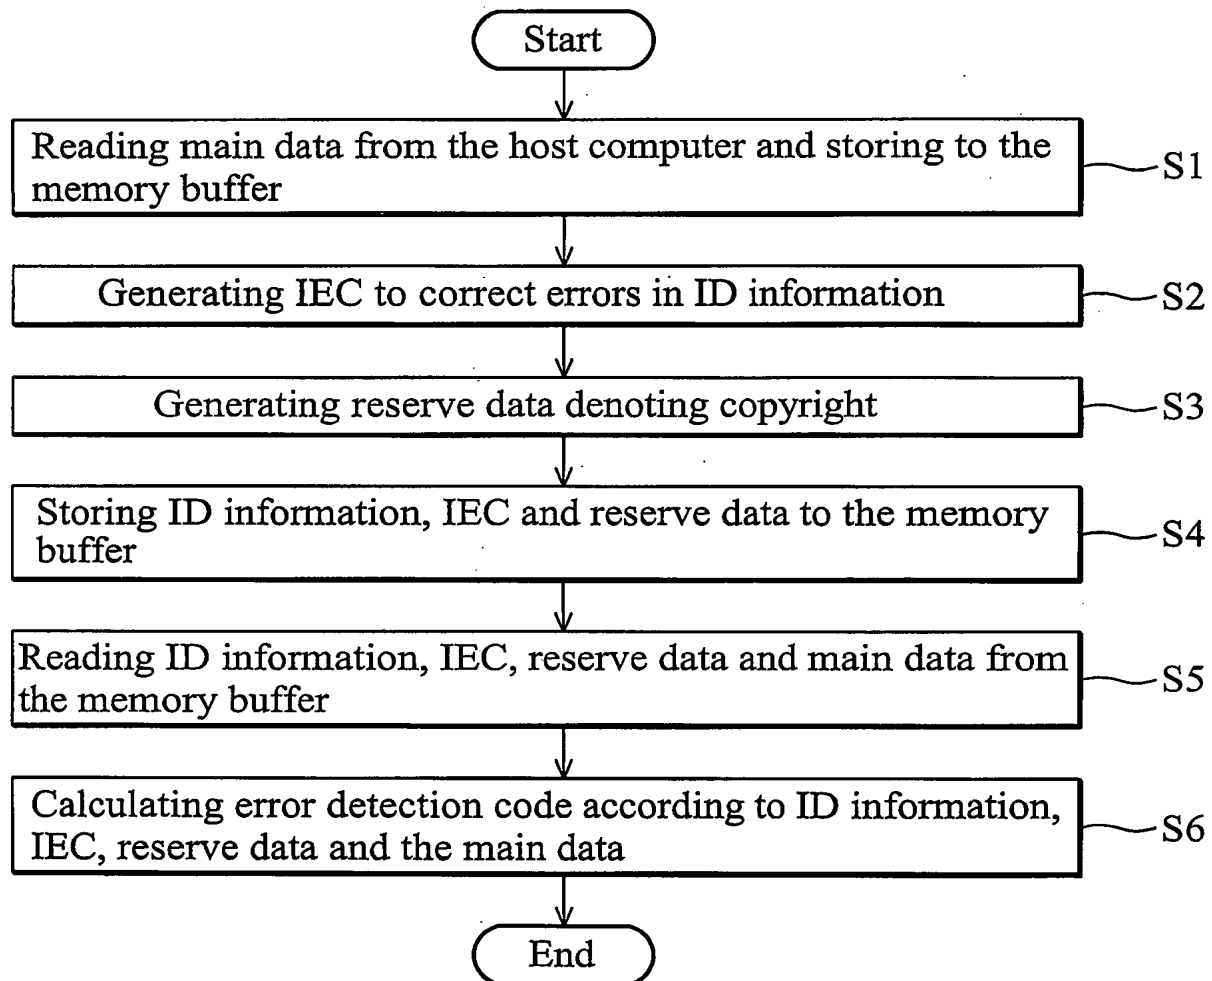 Start
Reading main data from the host computer and storing to the
memory buffer
S1
Generating IEC to correct errors in ID information
S2
Generating reserve data denoting copyright
S3
Storing ID information, IEC and reserve data to the memory
buffer
S4
Reading ID information, IEC, reserve data and main data from
the memory buffer
S5
Calculating error detection code according to ID information,
IEC, reserve data and the main data
S6
End